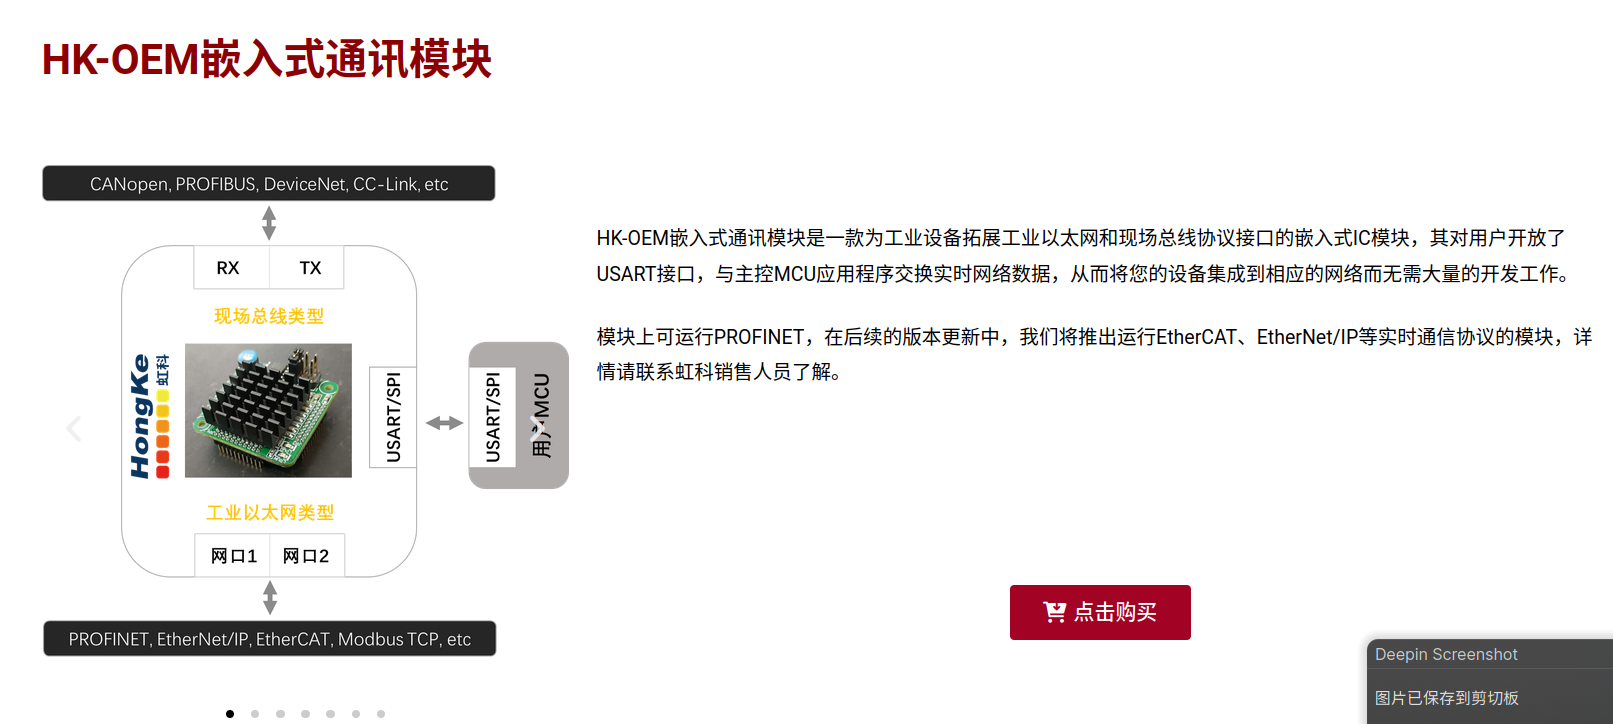 HK-OEM嵌入式通讯模块
CANopen, PROFIBUS, DeviceNet, CC-Link, etc
RX
TX
现场总线类型
HongKe
虹科
USART/SPI
USART/SPI
用户MCU
工业以太网类型
网口1
网口2
PROFINET, EtherNet/IP, EtherCAT, Modbus TCP, etc
HK-OEM嵌入式通讯模块是一款为工业设备拓展工业以太网和现场总线协议接口的嵌入式IC模块，其对用户开放了
USART接口，与主控MCU应用程序交换实时网络数据，从而将您的设备集成到相应的网络而无需大量的开发工作。
模块上可运行PROFINET，在后续的版本更新中，我们将推出运行EtherCAT、EtherNet/IP等实时通信协议的模块，详
情请联系虹科销售人员了解。
点击购买
Deepin Screenshot
图片已保存到剪切板